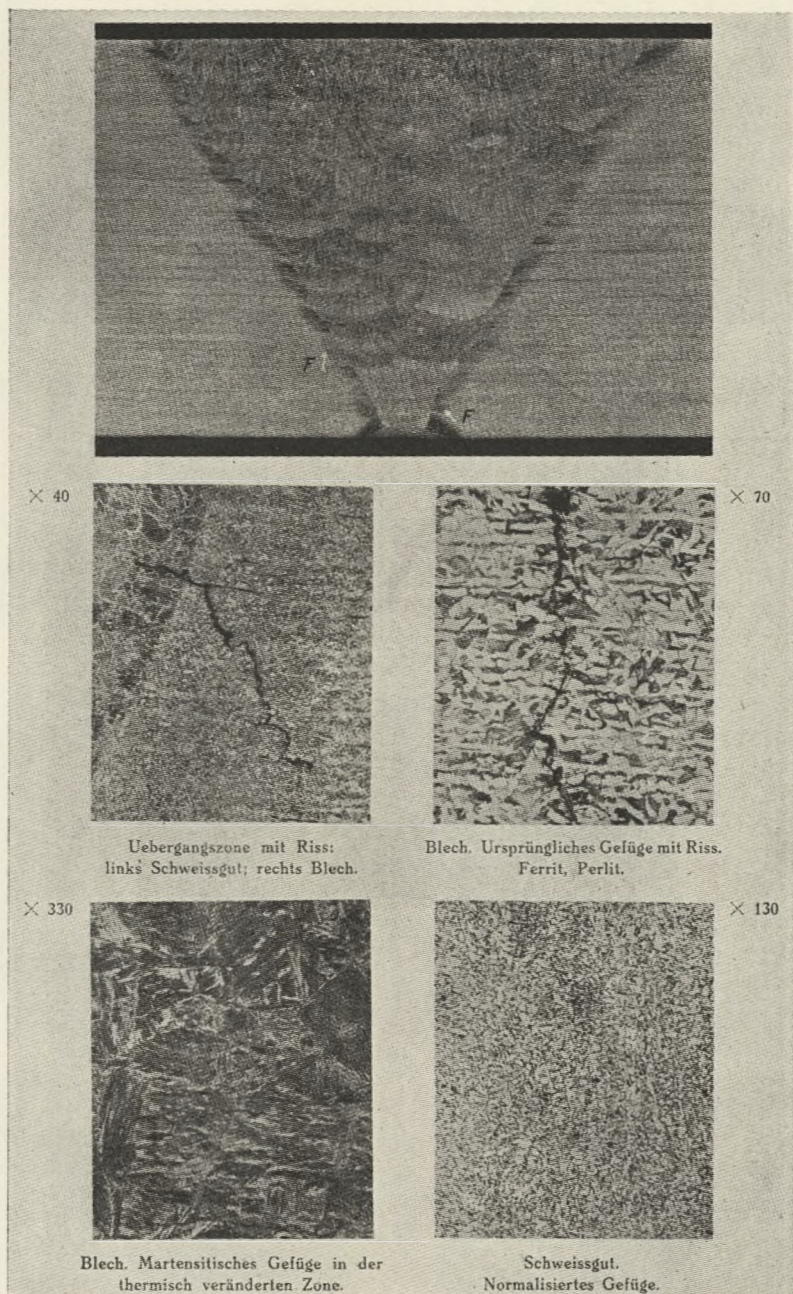 F
F
× 40
× 70
Uebergangszone mit Riss:
links Schweissgut; rechts Blech.
Blech. Ursprüngliches Gefüge mit Riss.
Ferrit, Perlit.
× 330
× 130
Blech. Martensitisches Gefüge in der
thermisch veränderten Zone.
Schweissgut.
Normalisiertes Gefüge.